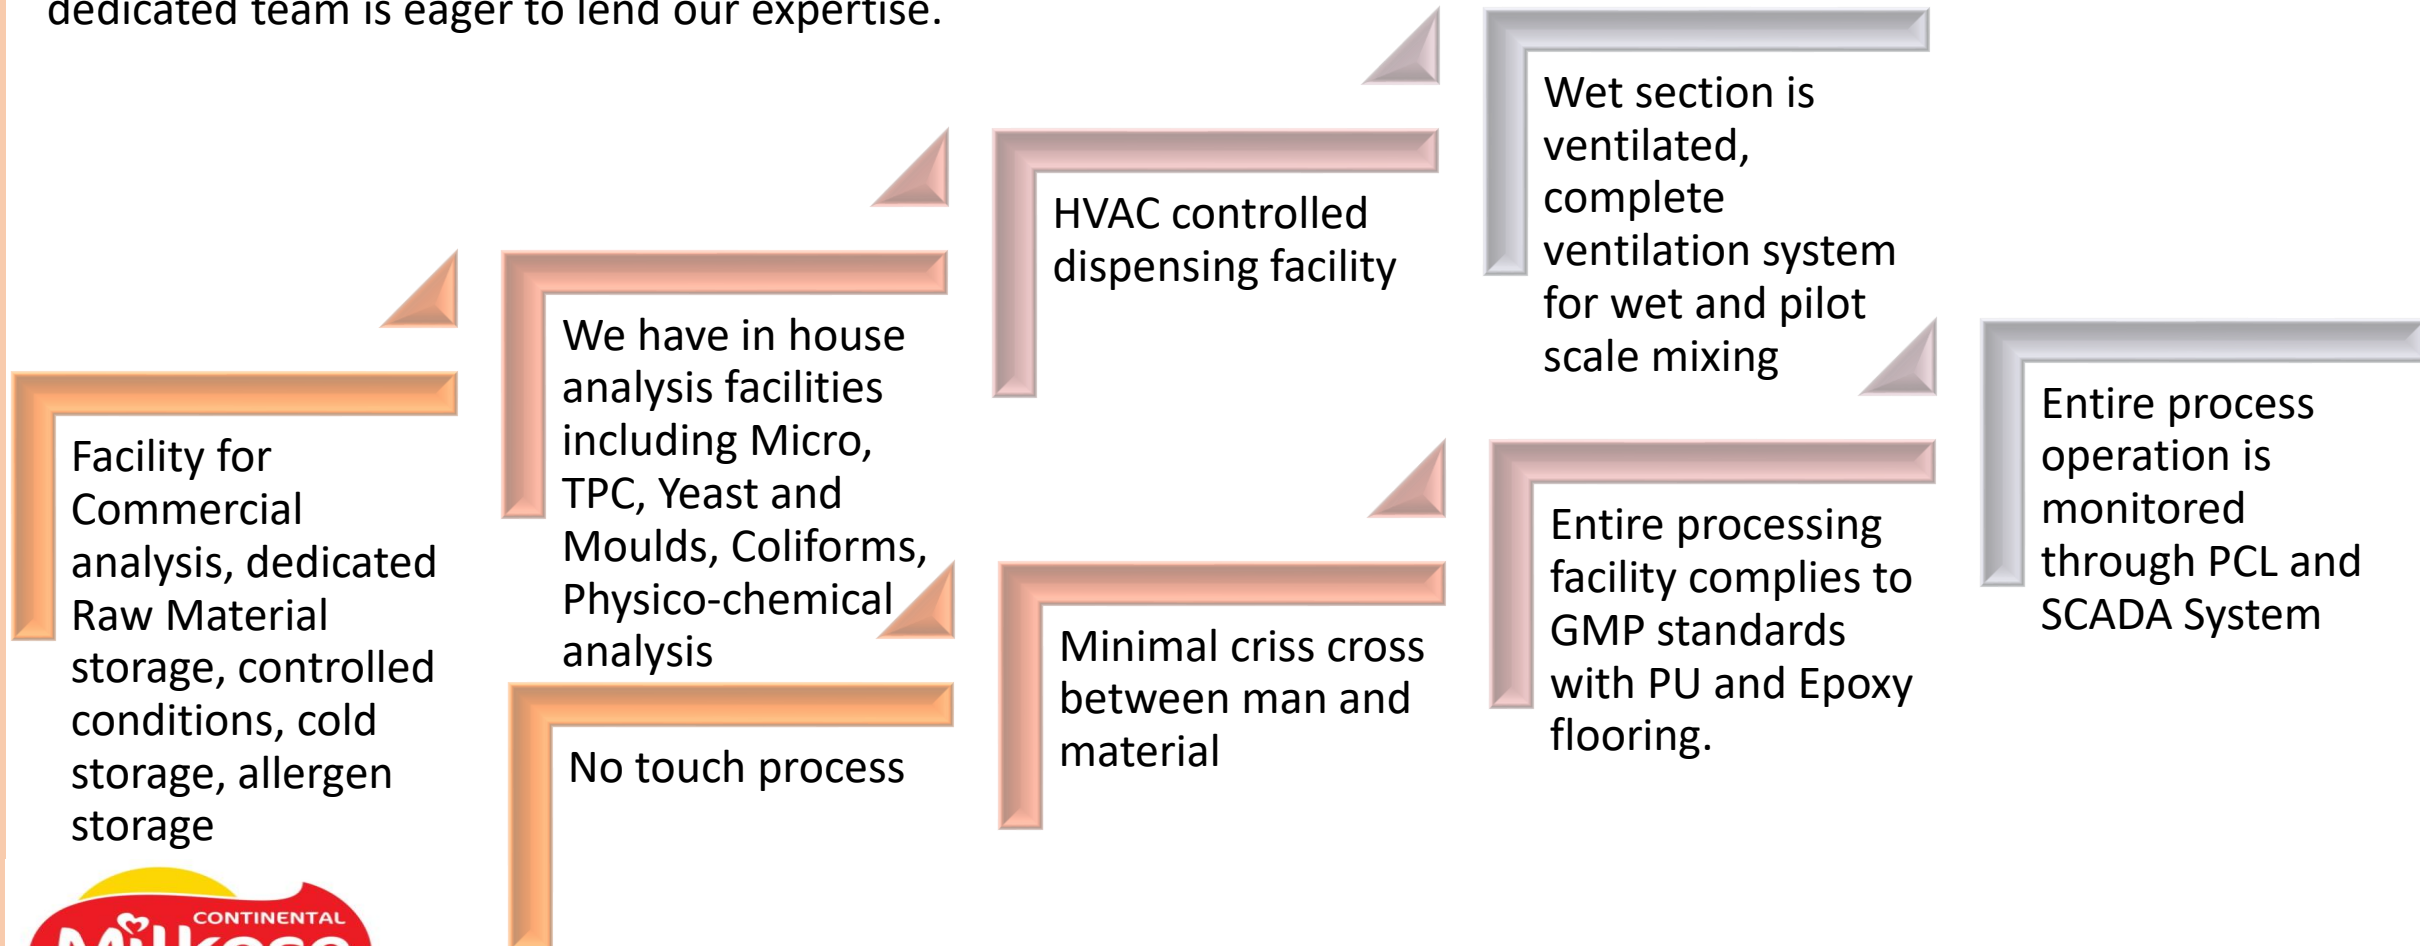 dedicated team is eager to lend our expertise.
Facility for
Commercial
analysis, dedicated
Raw Material
storage, controlled
conditions, cold
storage, allergen
storage
We have in house
analysis facilities
including Micro,
TPC, Yeast and
Moulds, Coliforms,
Physico-chemical
analysis
HVAC controlled
dispensing facility
Wet section is
ventilated,
complete
ventilation system
for wet and pilot
scale mixing
No touch process
Minimal criss cross
between man and
material
Entire processing
facility complies to
GMP standards
with PU and Epoxy
flooring.
Entire process
operation is
monitored
through PCL and
SCADA System
CONTINENTAL
Milkose